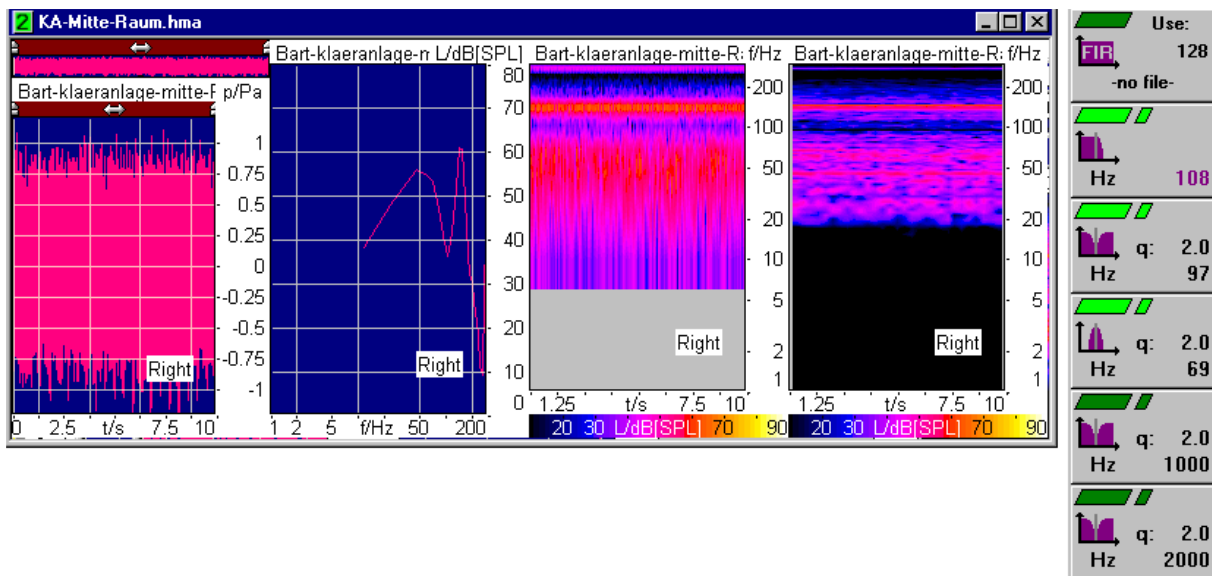 2 KA-Mitte-Raum.hma
Bart-klaeranlage-mitte-F p/Pa
1
0.75
0.5
0.25
0
-0.25
-0.5
-0.75
-1
Right
0 2.5 t/s 7.5 10
Bart-klaeranlage-m L/dB[SPL]
80
70
60
50
40
30
20
10
0
Right
1 2 5 f/Hz 50 200
Bart-klaeranlage-mitte-Ra f/Hz
200
100
50
20
10
5
2
1
Right
1.25 t/s 7.5 10
20 30 L/dB[SPL] 70 90
Bart-klaeranlage-mitte-Ra f/Hz
200
100
50
20
10
5
2
1
Right
1.25 t/s 7.5 10
20 30 L/dB[SPL] 70 90
Use:
FIR 128
-no file-
Hz 108
q: 2.0
Hz 97
q: 2.0
Hz 69
q: 2.0
Hz 1000
q: 2.0
Hz 2000